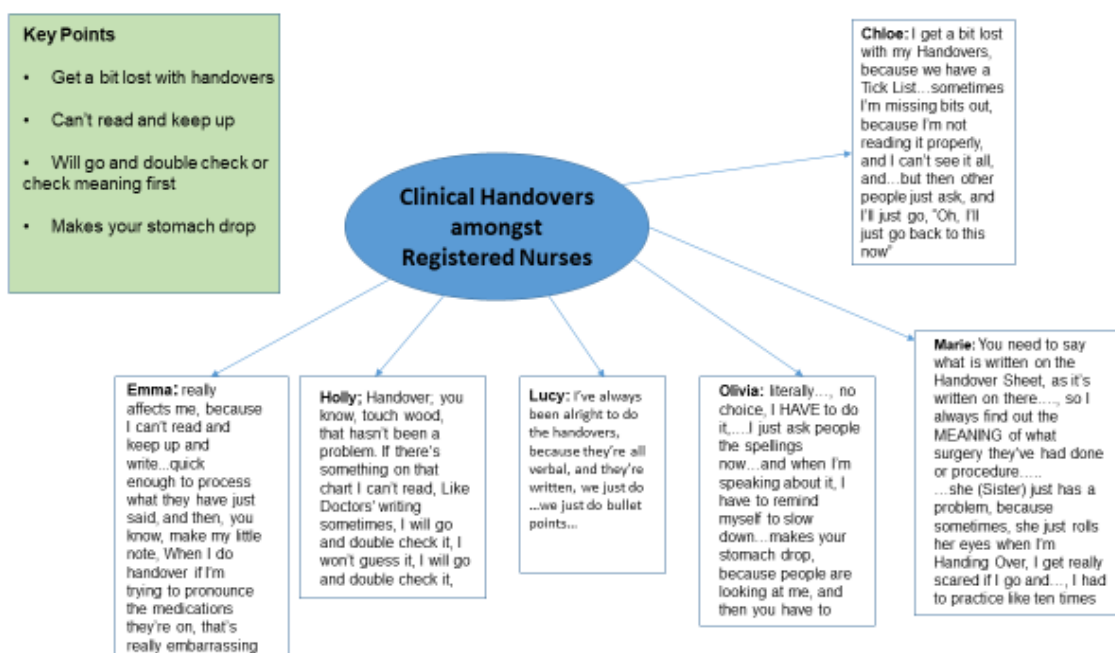 Key Points
• Get a bit lost with handovers
• Can't read and keep up
• Will go and double check or
check meaning first
• Makes your stomach drop
Clinical Handovers
amongst
Registered Nurses
Chloe: I get a bit lost
with my Handovers,
because we have a
Tick List...sometimes
I'm missing bits out,
because I'm not
reading it properly,
and I can't see it all,
and...but then other
people just ask, and
I'll just go, "Oh, I'll
just go back to this
now"
Emma: really
affects me, because
I can't read and
keep up and
write...quick
enough to process
what they have just
said, and then, you
know, make my little
note, When I do
handover if I'm
trying to pronounce
the medications
they're on, that's
really embarrassing
Holly; Handover; you
know, touch wood,
that hasn't been a
problem. If there's
something on that
chart I can't read, Like
Doctors' writing
sometimes, I will go
and double check it, I
won't guess it, I will go
and double check it,
Lucy: I've always
been alright to do
the handovers,
because they're all
verbal, and they're
written, we just do
...we just do bullet
points...
Olivia: literally..., no
choice, I HAVE to do
it,....I just ask people
the spellings
now...and when I'm
speaking about it, I
have to remind
myself to slow
down...makes your
stomach drop,
because people are
looking at me, and
then you have to
Marie: You need to say
what is written on the
Handover Sheet, as it's
written on there...., so I
always find out the
MEANING of what
surgery they've had
done or procedure.....
...she (Sister) just has a
problem, because
sometimes, she just rolls
her eyes when I'm
Handing Over, I get really
scared if I go and..., I had
to practice like ten times